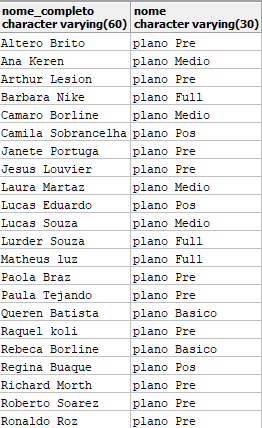 nome_completo nome
character varying(60) character varying(30)
Altero Brito plano Pre
Ana Keren plano Medio
Arthur Lesion plano Pre
Barbara Nike plano Full
Camaro Borline plano Medio
Camila Sobrancelha plano Pos
Janete Portuga plano Pre
Jesus Louvier plano Pre
Laura Martaz plano Medio
Lucas Eduardo plano Pos
Lucas Souza plano Medio
Lurder Souza plano Full
Matheus luz plano Full
Paola Braz plano Pre
Paula Tejando plano Pre
Queren Batista plano Basico
Raquel koli plano Pre
Rebeca Borline plano Basico
Regina Buaque plano Pos
Richard Morth plano Pre
Roberto Soarez plano Pre
Ronaldo Roz plano Pre